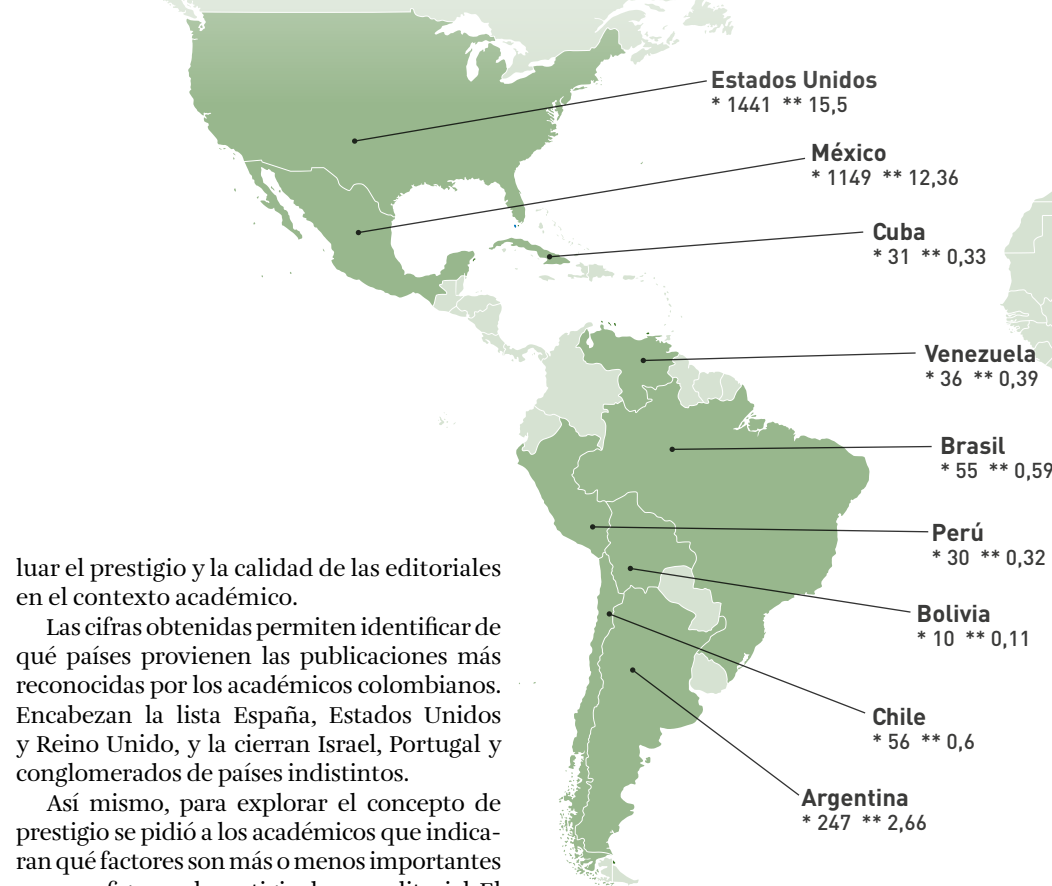 Estados Unidos
* 1441 ** 15,5
México
* 1149 ** 12,36
Cuba
* 31 ** 0,33
Venezuela
* 36 ** 0,39
Brasil
* 55 ** 0,59
Perú
* 30 ** 0,32
Bolivia
* 10 ** 0,11
Chile
* 56 ** 0,6
Argentina
* 247 ** 2,66
luar el prestigio y la calidad de las editoriales
en el contexto académico.
Las cifras obtenidas permiten identificar de
qué países provienen las publicaciones más
reconocidas por los académicos colombianos.
Encabezan la lista España, Estados Unidos
y Reino Unido, y la cierran Israel, Portugal y
conglomerados de países indistintos.
Así mismo, para explorar el concepto de
prestigio se pidió a los académicos que indica-
ran qué factores son más o menos importantes